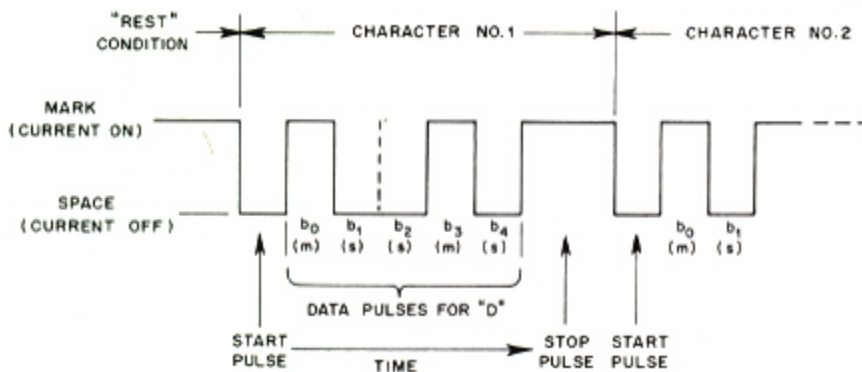 "REST"
CONDITION
CHARACTER NO.1
CHARACTER NO.2
MARK
(CURRENT ON)
SPACE
(CURRENT OFF)
b0 b1 b2 b3 b4 b0 b1
(m) (s) (s) (m) (s) (m) (s)
DATA PULSES FOR "D"
START
PULSE
TIME
STOP
PULSE
START
PULSE